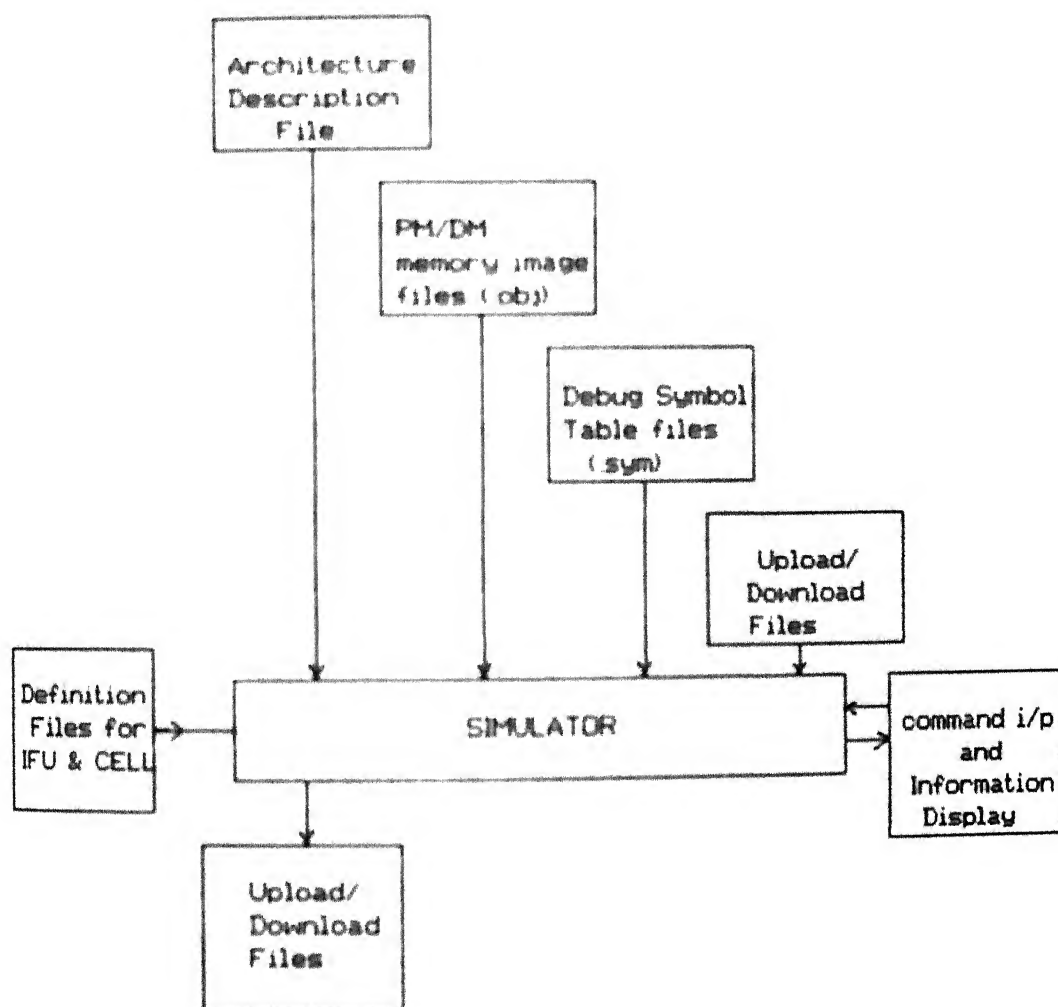 Architecture
Description
File
PM/DM
memory image
files (.obj)
Debug Symbol
Table files
(.sym)
Upload/
Download
Files
Definition
Files for
IFU & CELL
SIMULATOR
command i/p
and
Information
Display
Upload/
Download
Files